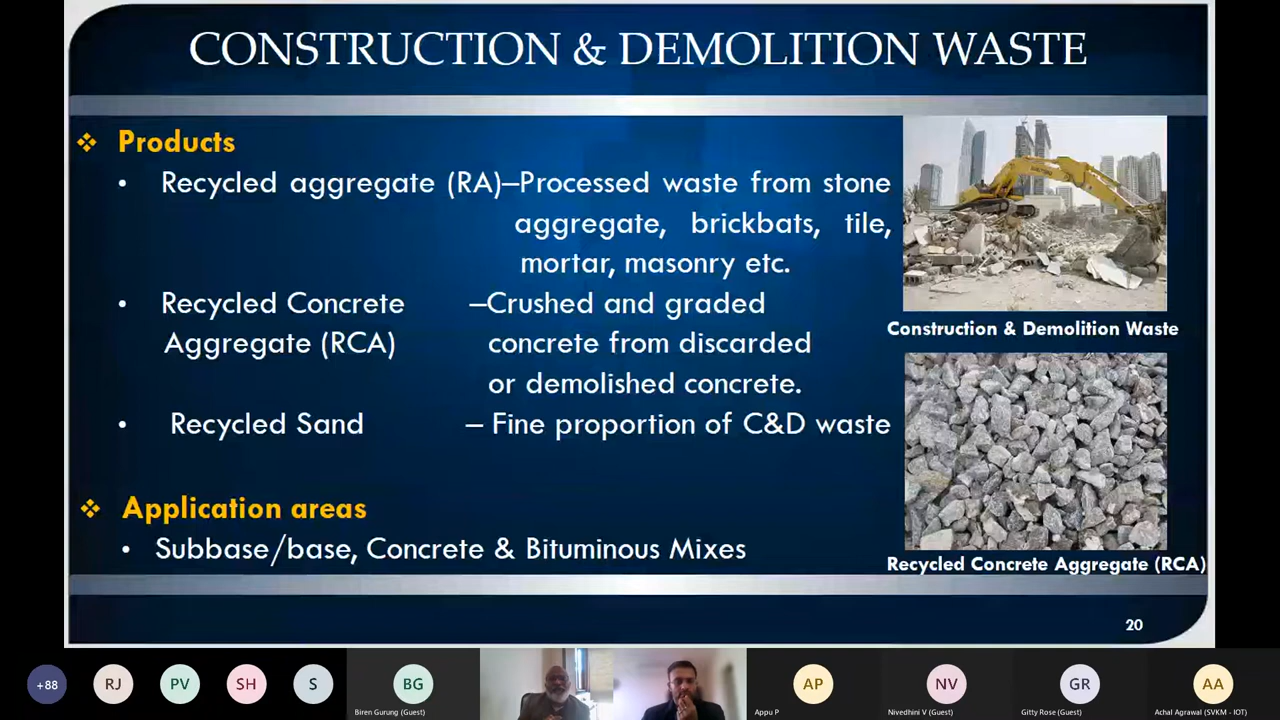 CONSTRUCTION & DEMOLITION WASTE
❖ Products
• Recycled aggregate (RA)–Processed waste from stone
aggregate, brickbats, tile,
mortar, masonry etc.
• Recycled Concrete –Crushed and graded
Aggregate (RCA) concrete from discarded
or demolished concrete.
• Recycled Sand – Fine proportion of C&D waste
❖ Application areas
• Subbase/base, Concrete & Bituminous Mixes
Construction & Demolition Waste
Recycled Concrete Aggregate (RCA)
20
+88 RJ PV SH S BG AP NV GR AA
Biren Gurung (Guest) Appu P Nivedhini V (Guest) Gitty Rose (Guest) Achal Agrawal (SVKM - IOT)